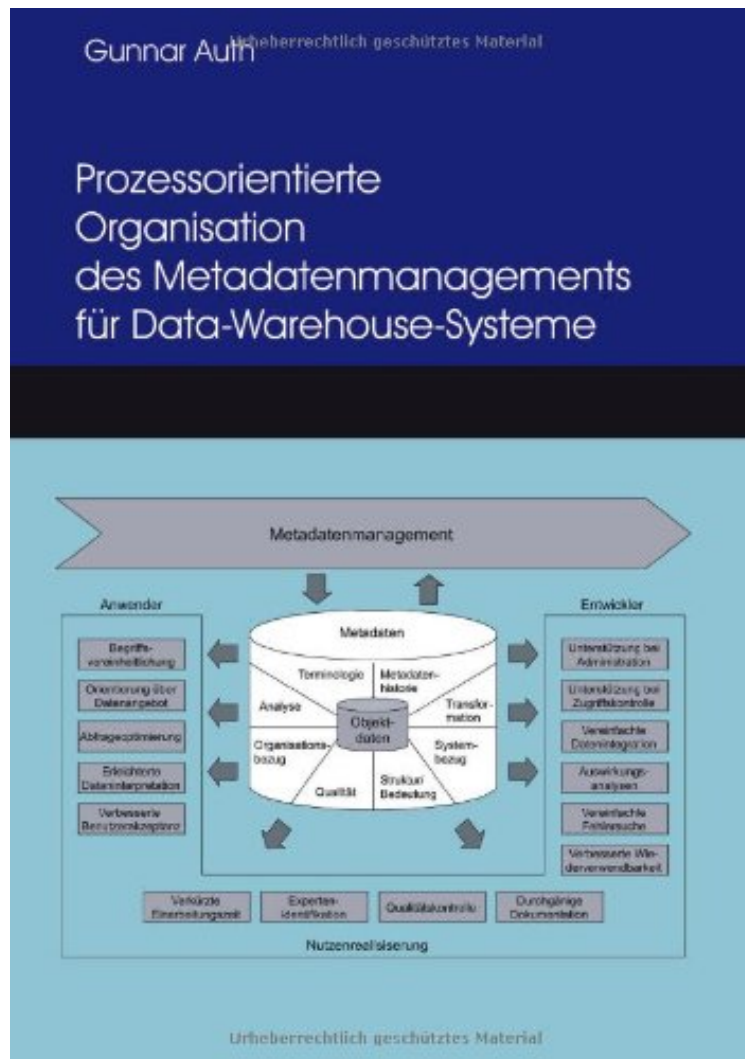 Urheberrechtlich geschütztes Material
Gunnar Auth
Prozessorientierte
Organisation
des Metadatenmanagements
für Data-Warehouse-Systeme
Metadatenmanagement
Anwender
Begriffs-
vereinheitlichung
Orientierung über
Datenangebot
Abfrageoptimierung
Erleichterte
Dateninterpretation
Verbesserte
Benutzerakzeptanz
Metadaten
Terminologie
Metadaten-
historie
Analyse
Transfor-
mation
Objekt-
daten
Organisations-
bezug
System-
bezug
Qualität
Struktur/
Bedeutung
Entwickler
Unterstützung bei
Administration
Unterstützung bei
Zugriffskontrolle
Vereinfachte
Datenintegration
Auswirkungs-
analysen
Vereinfachte
Fehlersuche
Verbesserte Wie-
derverwendbarkeit
Verkürzte
Einarbeitungszeit
Experten-
identifikation
Qualitätskontrolle
Durchgängige
Dokumentation
Nutzenrealisiserung
Urheberrechtlich geschütztes Material